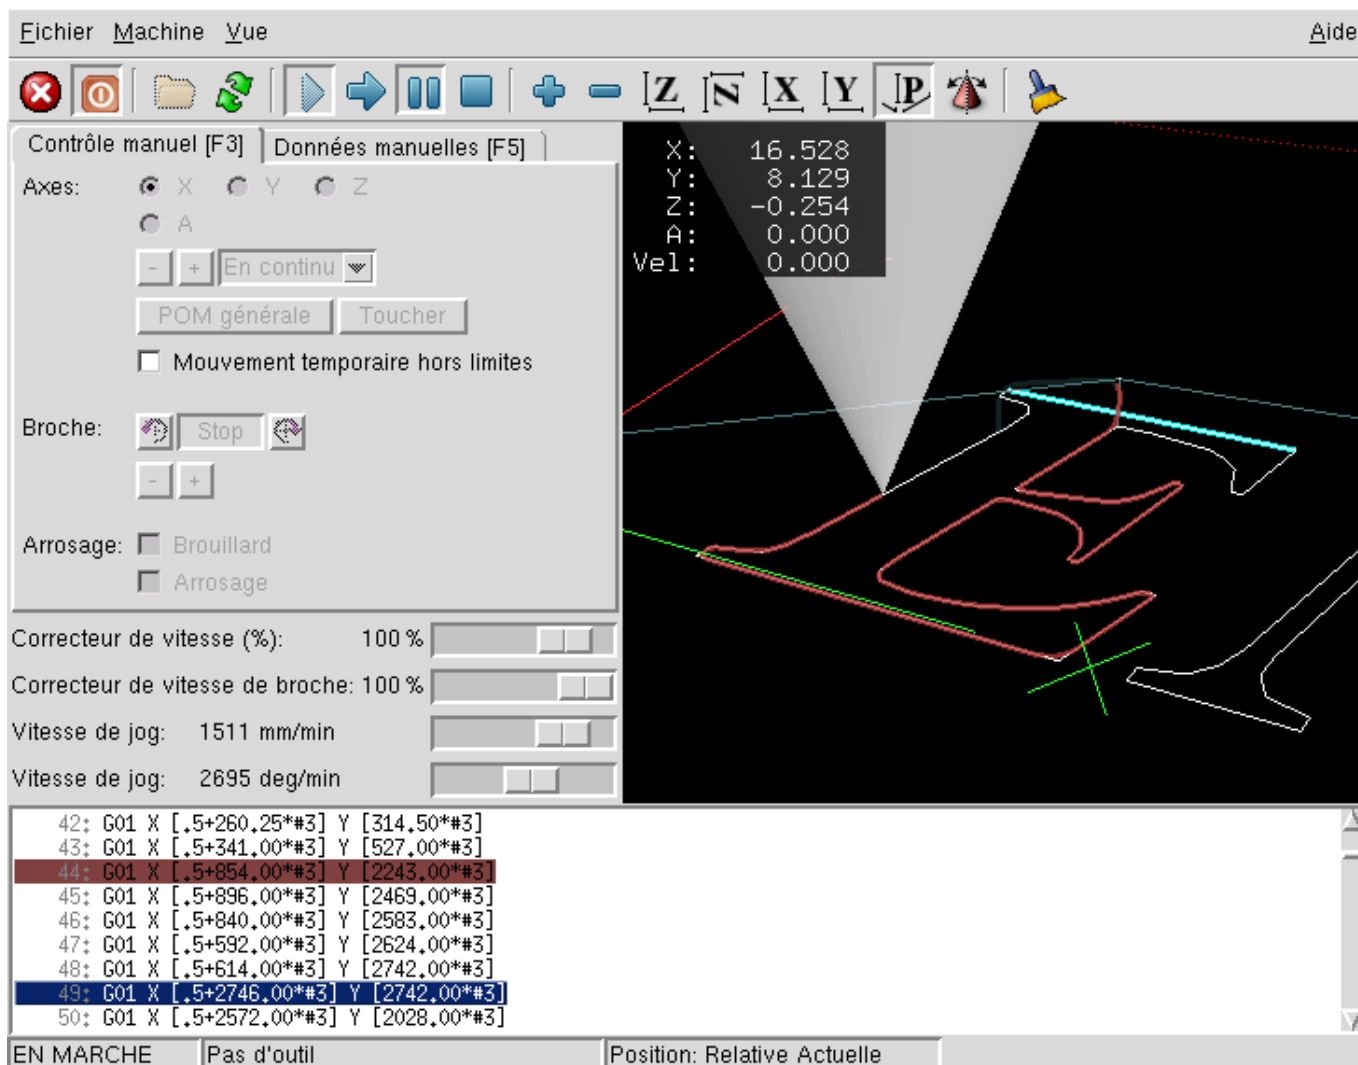 Fichier Machine Vue Aide
Z N X Y P
Contrôle manuel [F3] Données manuelles [F5]
Axes: X Y Z
A
- + En continu
POM générale Toucher
Mouvement temporaire hors limites
Broche: Stop
- +
Arrosage: Brouillard
Arrosage
Correcteur de vitesse (%): 100 %
Correcteur de vitesse de broche: 100 %
Vitesse de jog: 1511 mm/min
Vitesse de jog: 2695 deg/min
X: 16.528
Y: 8.129
Z: -0.254
A: 0.000
Vel: 0.000
42: G01 X [.5+260.25*#3] Y [314.50*#3]
43: G01 X [.5+341.00*#3] Y [527.00*#3]
44: G01 X [.5+854.00*#3] Y [2243.00*#3]
45: G01 X [.5+896.00*#3] Y [2469.00*#3]
46: G01 X [.5+840.00*#3] Y [2583.00*#3]
47: G01 X [.5+592.00*#3] Y [2624.00*#3]
48: G01 X [.5+614.00*#3] Y [2742.00*#3]
49: G01 X [.5+2746.00*#3] Y [2742.00*#3]
50: G01 X [.5+2572.00*#3] Y [2028.00*#3]
EN MARCHE Pas d'outil Position: Relative Actuelle